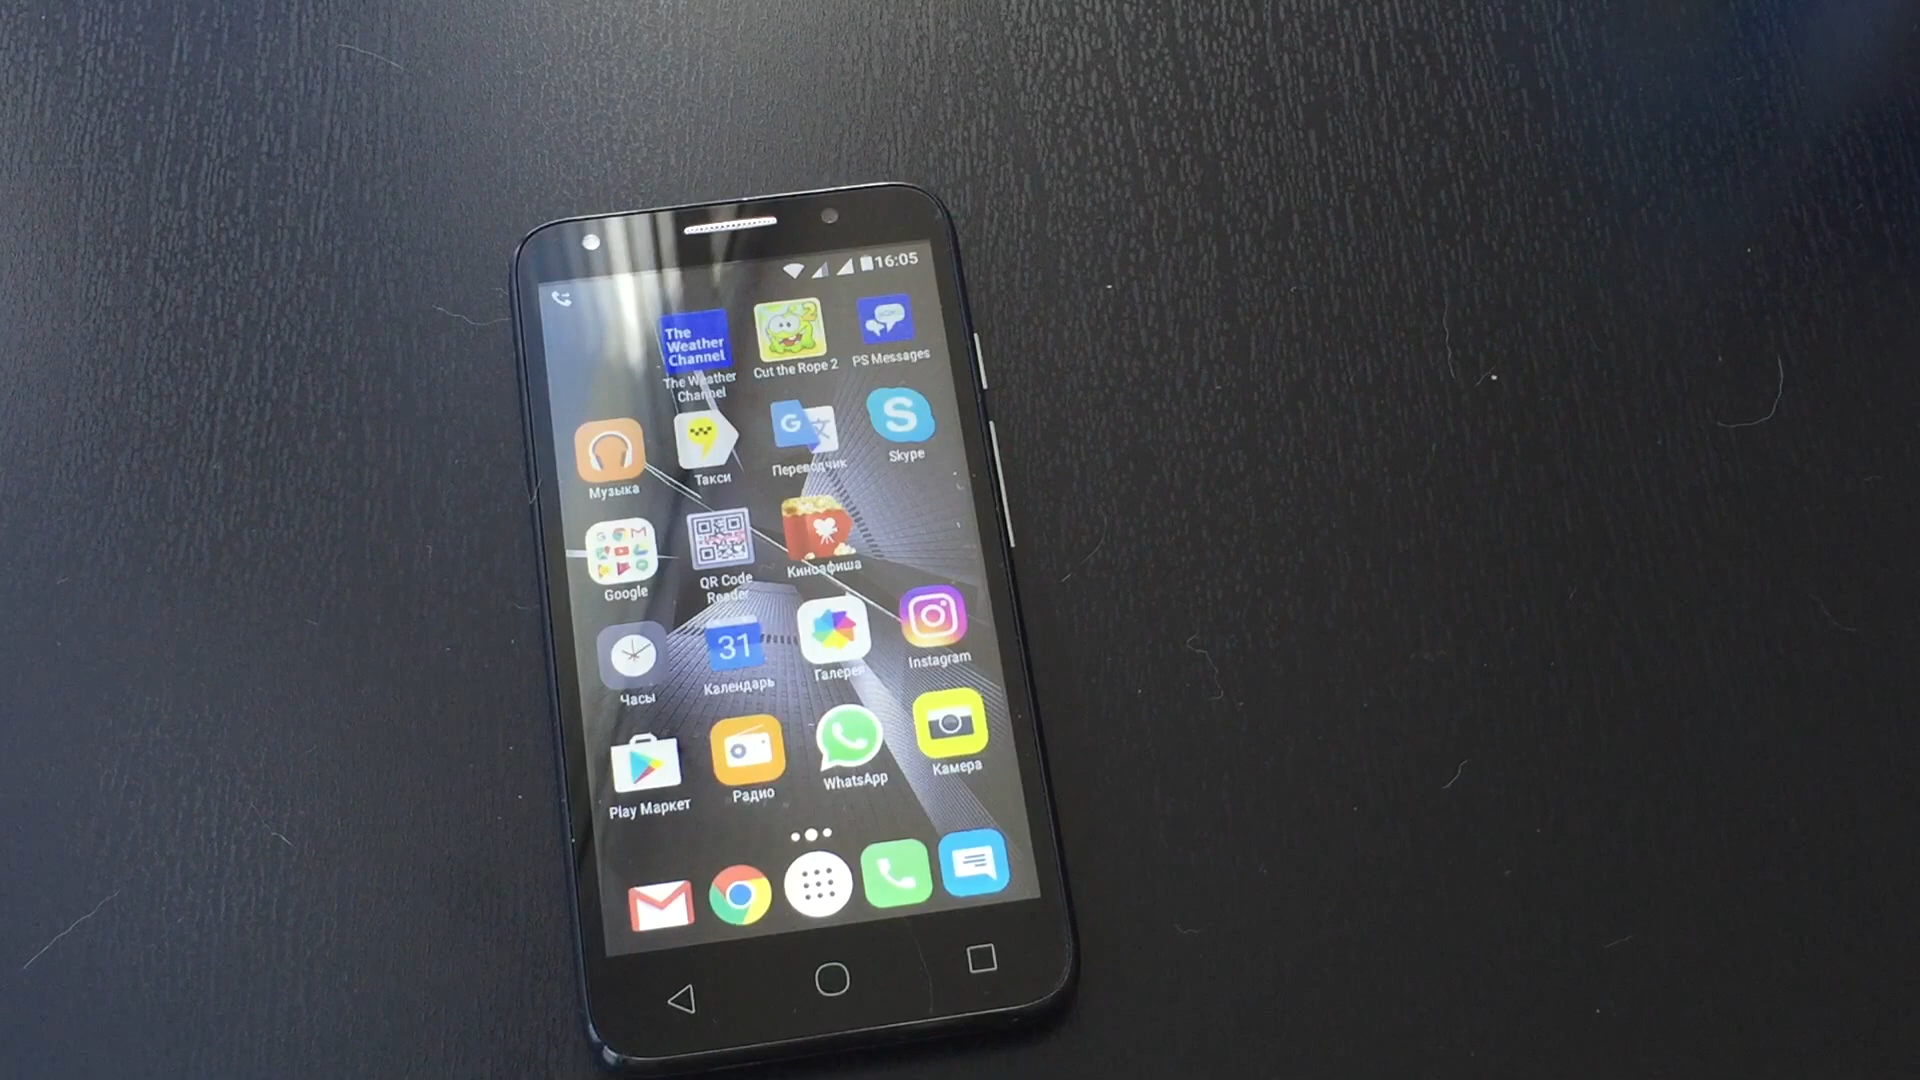 16:05
The
Weather
Channel
The Weather
Channel
2
Cut the Rope 2
PS Messages
Музыка
Такси
G
Переводчик
S
Skype
Google
QR Code
Reader
Киноафиша
Часы
31
Календарь
Галерея
Instagram
Play Маркет
Радио
WhatsApp
Камера